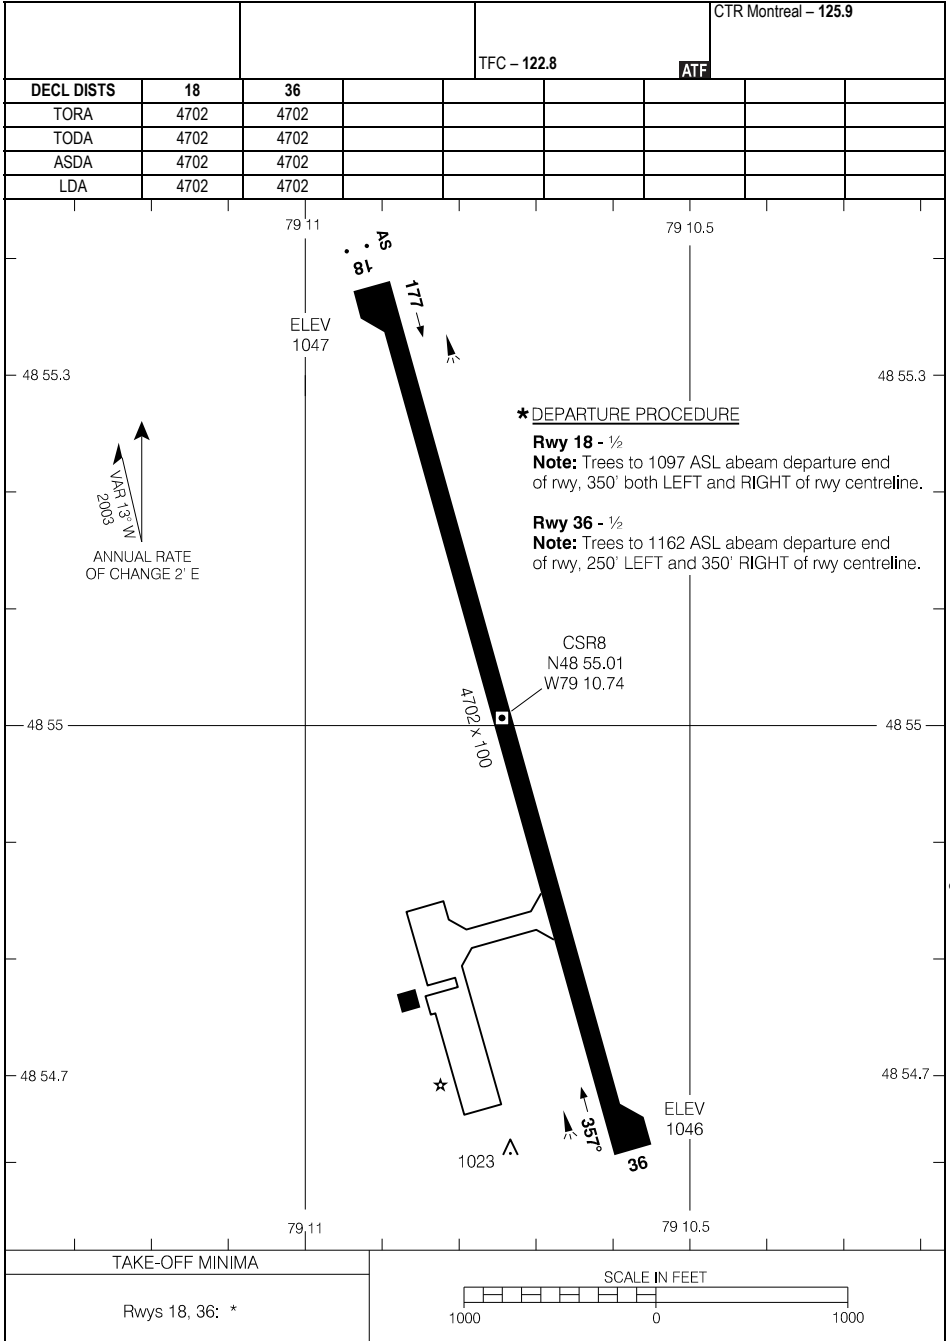 CTR Montreal – 125.9
TFC – 122.8
ATF
DECL DISTS 18 36
TORA 4702 4702
TODA 4702 4702
ASDA 4702 4702
LDA 4702 4702
79 11
79 10.5
AS
18
177
ELEV
1047
48 55.3
48 55.3
* DEPARTURE PROCEDURE
Rwy 18 - ½
Note: Trees to 1097 ASL abeam departure end
of rwy, 350' both LEFT and RIGHT of rwy centreline.
Rwy 36 - ½
Note: Trees to 1162 ASL abeam departure end
of rwy, 250' LEFT and 350' RIGHT of rwy centreline.
VAR 13° W
2003
ANNUAL RATE
OF CHANGE 2' E
CSR8
N48 55.01
W79 10.74
4702 x 100
48 55
48 55
48 54.7
48 54.7
ELEV
1046
357°
36
1023
79 11
79 10.5
TAKE-OFF MINIMA
Rwys 18, 36: *
SCALE IN FEET
1000 0 1000